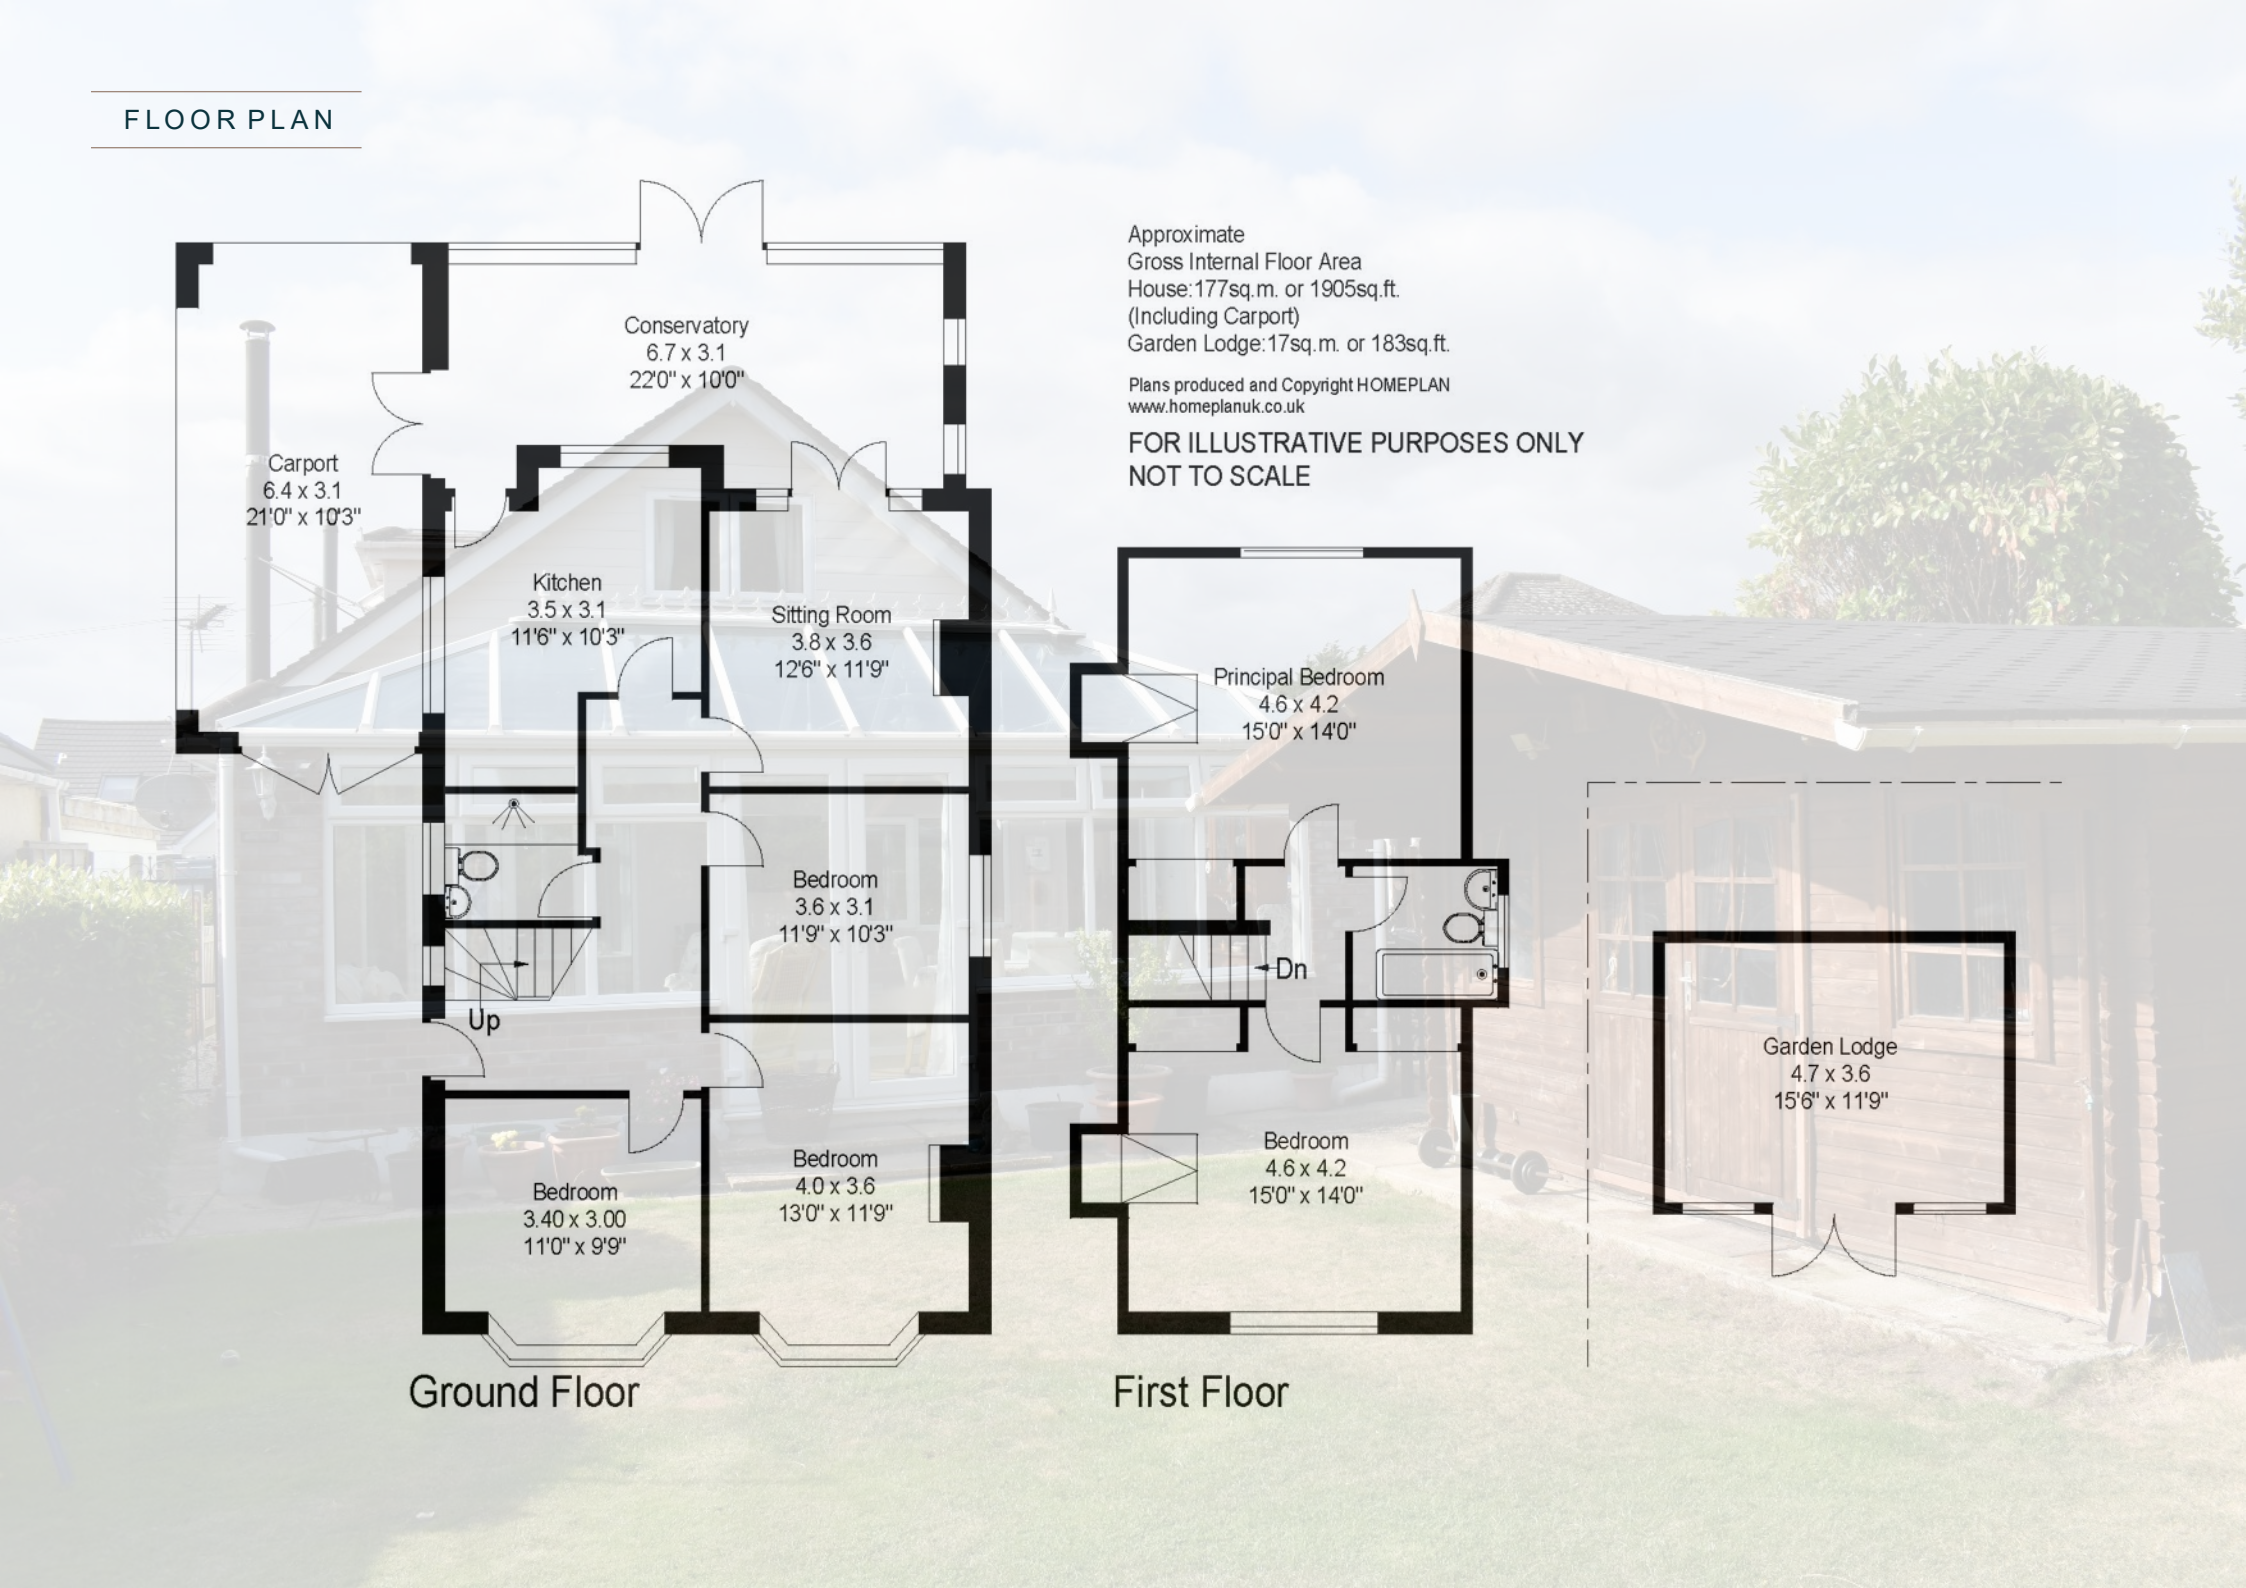 FLOOR PLAN
Approximate
Gross Internal Floor Area
House:177sq.m. or 1905sq.ft.
(Including Carport)
Garden Lodge:17sq.m. or 183sq.ft.
Plans produced and Copyright HOMEPLAN
www.homeplanuk.co.uk
FOR ILLUSTRATIVE PURPOSES ONLY
NOT TO SCALE
Conservatory
6.7 x 3.1
22'0" x 10'0"
Carport
6.4 x 3.1
21'0" x 10'3"
Kitchen
3.5 x 3.1
11'6" x 10'3"
Sitting Room
3.8 x 3.6
12'6" x 11'9"
Bedroom
3.6 x 3.1
11'9" x 10'3"
Up
Bedroom
3.40 x 3.00
11'0" x 9'9"
Bedroom
4.0 x 3.6
13'0" x 11'9"
Ground Floor
Principal Bedroom
4.6 x 4.2
15'0" x 14'0"
Dn
Bedroom
4.6 x 4.2
15'0" x 14'0"
First Floor
Garden Lodge
4.7 x 3.6
15'6" x 11'9"